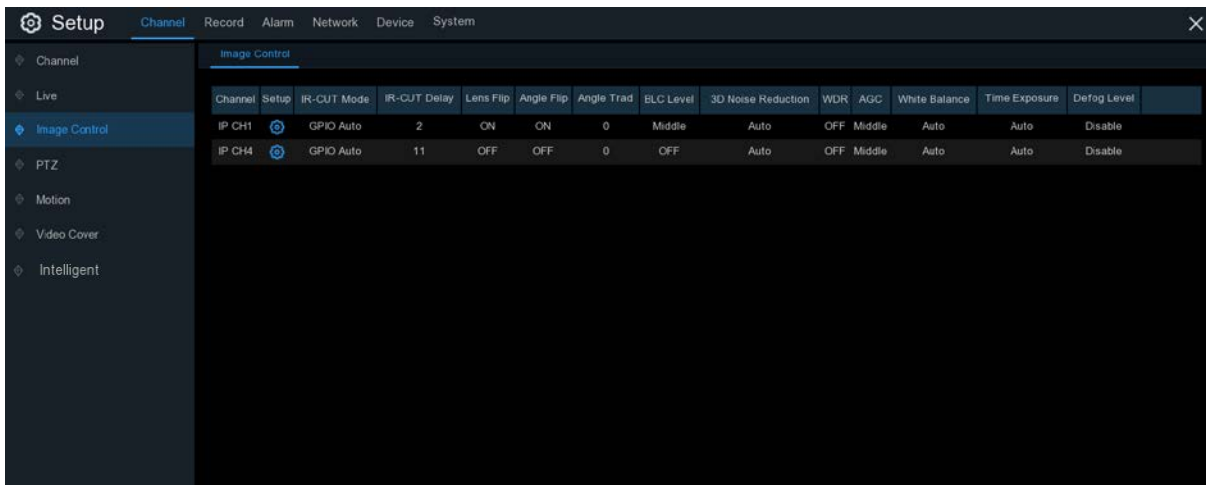 Setup Channel Record Alarm Network Device System
Channel
Live
Image Control
PTZ
Motion
Video Cover
Intelligent
Image Control
Channel Setup IR-CUT Mode IR-CUT Delay Lens Flip Angle Flip Angle Trad BLC Level 3D Noise Reduction WDR AGC White Balance Time Exposure Defog Level
IP CH1 GPIO Auto 2 ON ON 0 Middle Auto OFF Middle Auto Auto Disable
IP CH4 GPIO Auto 11 OFF OFF 0 OFF Auto OFF Middle Auto Auto Disable